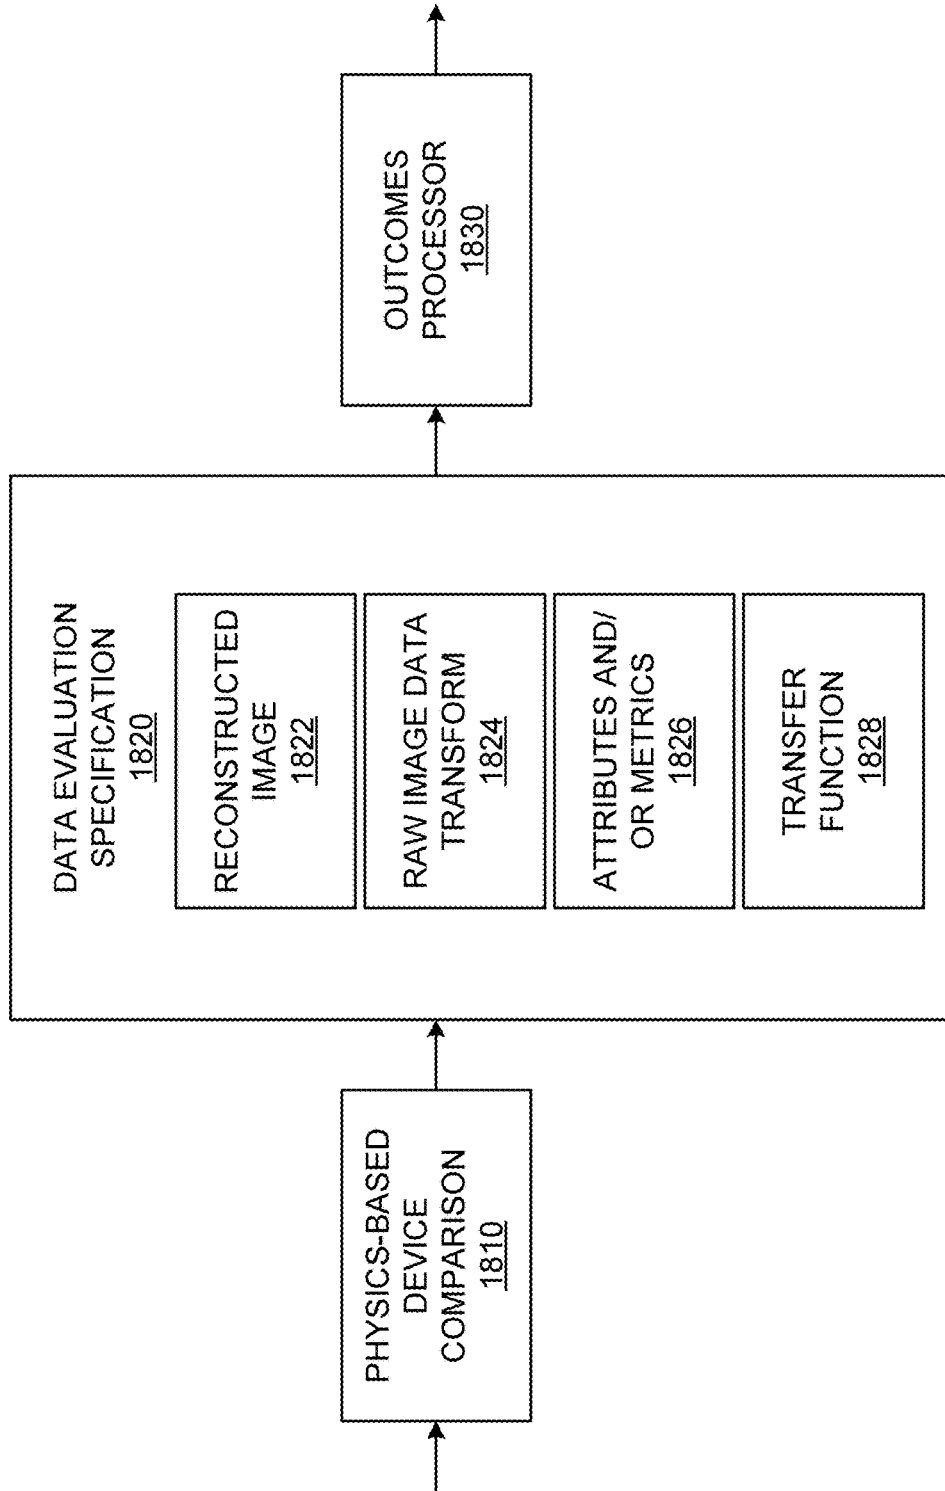 PHYSICS-BASED
DEVICE
COMPARISON
1810
DATA EVALUATION
SPECIFICATION
1820
RECONSTRUCTED
IMAGE
1822
RAW IMAGE DATA
TRANSFORM
1824
ATTRIBUTES AND/
OR METRICS
1826
TRANSFER
FUNCTION
1828
OUTCOMES
PROCESSOR
1830